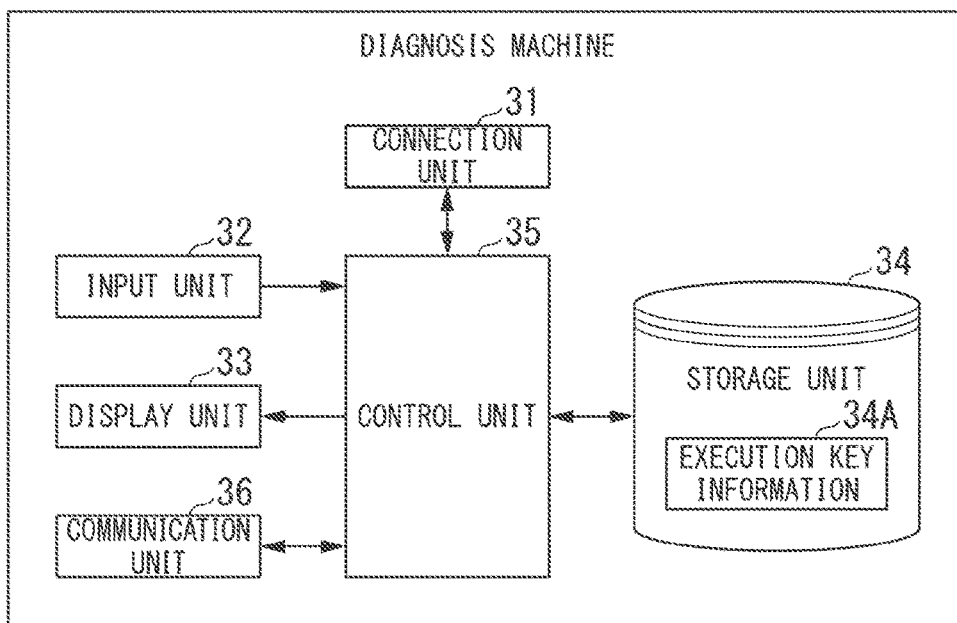 DIAGNOSIS MACHINE
31
CONNECTION
UNIT
32
INPUT UNIT
35
CONTROL UNIT
33
DISPLAY UNIT
36
COMMUNICATION
UNIT
34
STORAGE UNIT
34A
EXECUTION KEY
INFORMATION